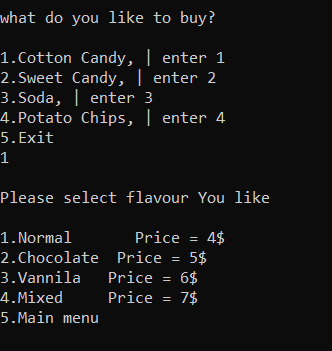 what do you like to buy?
1.Cotton Candy, | enter 1
2.Sweet Candy, | enter 2
3.Soda, | enter 3
4.Potato Chips, | enter 4
5.Exit
1
Please select flavour You like
1.Normal       Price = 4$
2.Chocolate  Price = 5$
3.Vannila   Price = 6$
4.Mixed     Price = 7$
5.Main menu